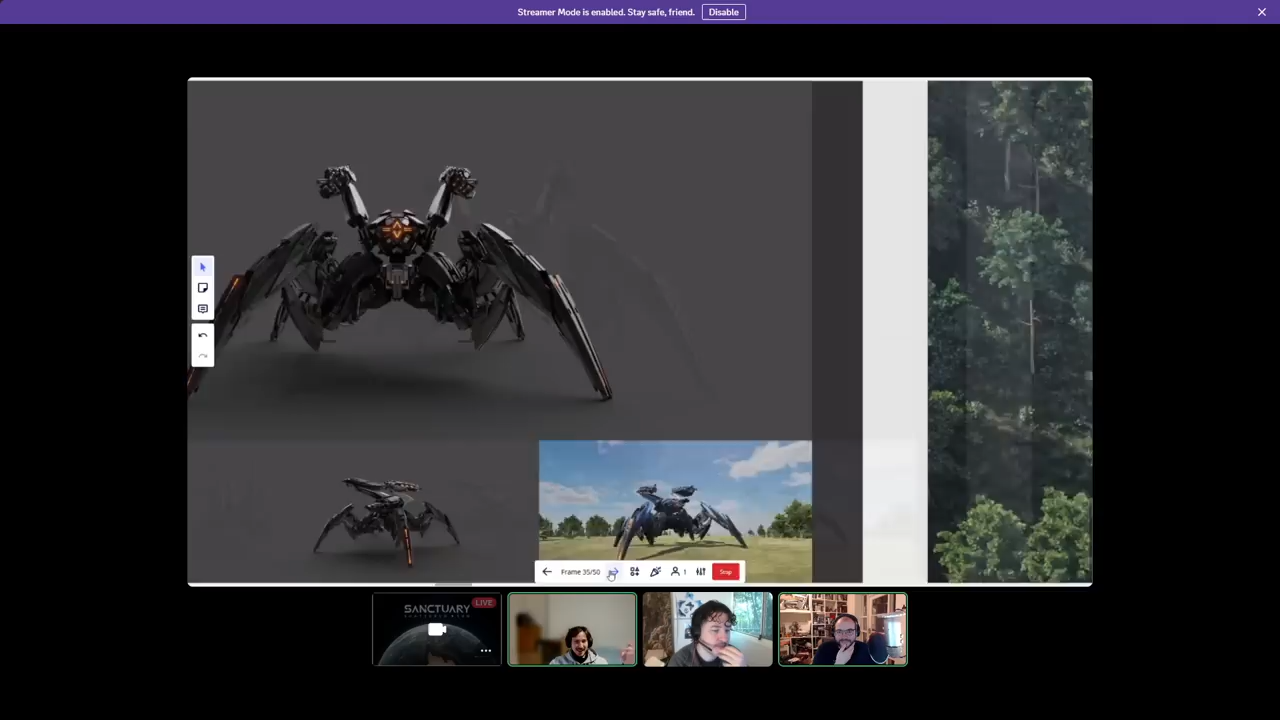 Streamer Mode is enabled. Stay safe, friend.
Disable
Frame 35/50
1
Stop
SANCTUARY
LIVE